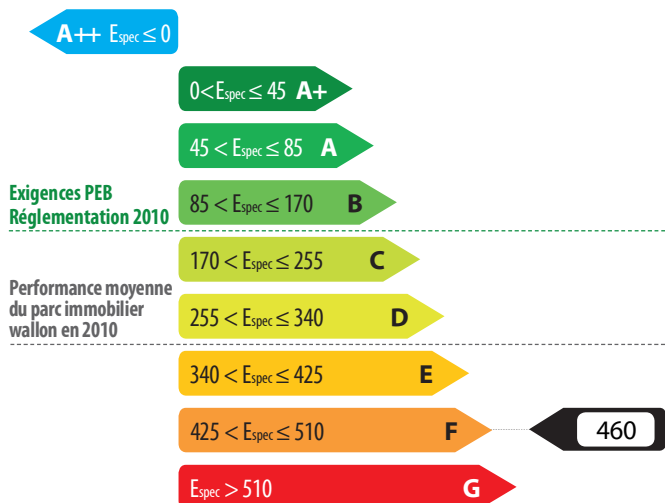 A++ Espec ≤ 0
0 < Espec ≤ 45 A+
45 < Espec ≤ 85 A
Exigences PEB
Réglementation 2010
85 < Espec ≤ 170 B
170 < Espec ≤ 255 C
Performance moyenne
du parc immobilier
wallon en 2010
255 < Espec ≤ 340 D
340 < Espec ≤ 425 E
425 < Espec ≤ 510 F 460
Espec > 510 G